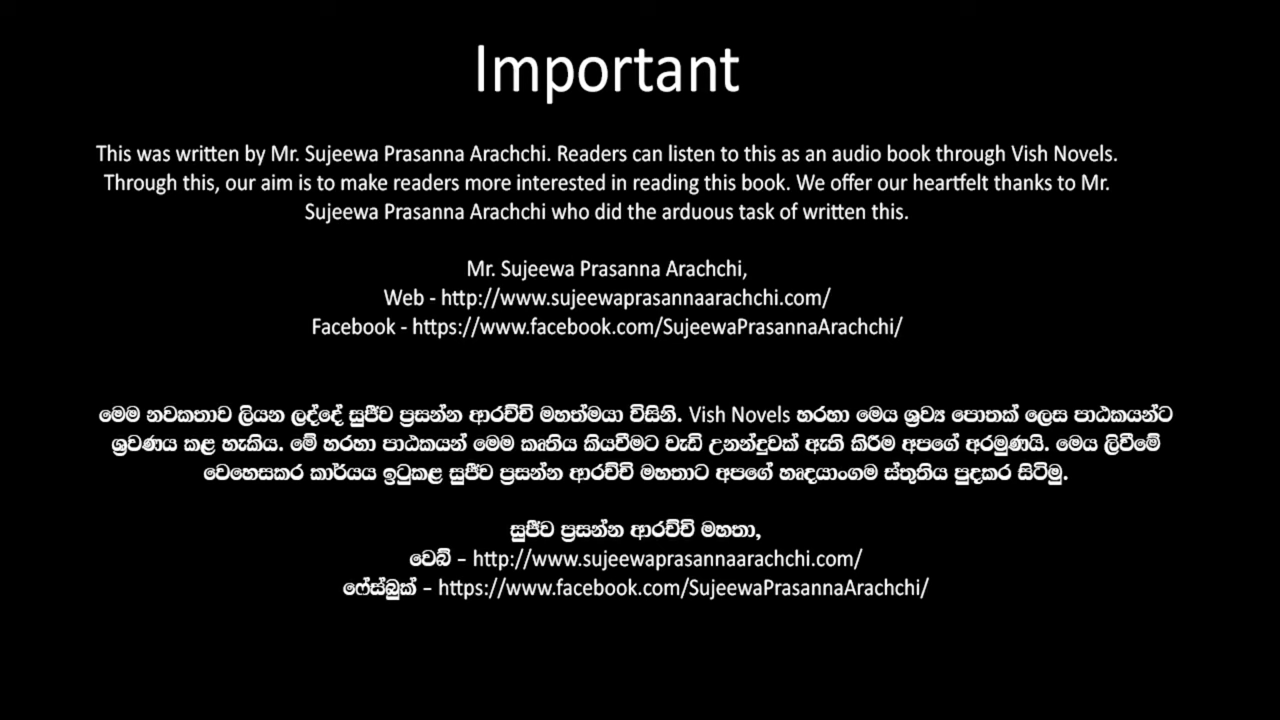 Important
This was written by Mr. Sujeewa Prasanna Arachchi. Readers can listen to this as an audio book through Vish Novels.
Through this, our aim is to make readers more interested in reading this book. We offer our heartfelt thanks to Mr.
Sujeewa Prasanna Arachchi who did the arduous task of written this.
Mr. Sujeewa Prasanna Arachchi,
Web - http://www.sujeewaprasannaarachchi.com/
Facebook - https://www.facebook.com/SujeewaPrasannaArachchi/
මෙම නවකතාව ලියන ලද්දේ සුජීව ප්‍රසන්න ආරච්චි මහත්මයා විසිනි. Vish Novels හරහා මෙය ශ්‍රව්‍ය පොතක් ලෙස පාඨකයන්ට
ශ්‍රවණය කළ හැකිය. මේ හරහා පාඨකයන් මෙම කෘතිය කියවීමට වැඩි උනන්දුවක් ඇති කිරීම අපගේ අරමුණයි. මෙය ලිවීමේ
වෙහෙසකර කාර්යය ඉටුකළ සුජීව ප්‍රසන්න ආරච්චි මහතාට අපගේ හෘදයාංගම ස්තුතිය පුදකර සිටිමු.
සුජීව ප්‍රසන්න ආරච්චි මහතා,
වෙබ් – http://www.sujeewaprasannaarachchi.com/
ෆේස්බුක් – https://www.facebook.com/SujeewaPrasannaArachchi/